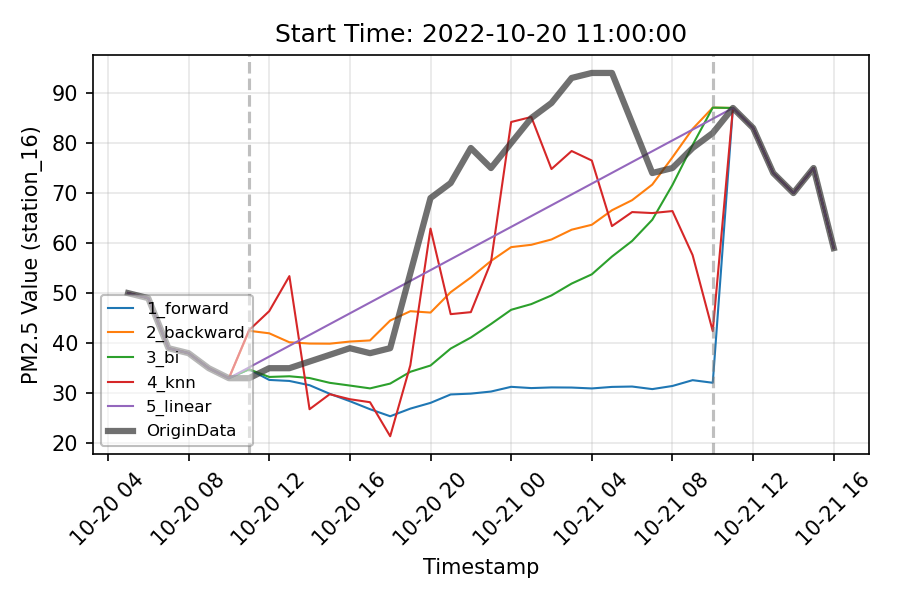 Start Time: 2022-10-20 11:00:00
PM2.5 Value (station_16)
90
80
70
60
50
40
30
20
1_forward
2_backward
3_bi
4_knn
5_linear
OriginData
10-20 04
10-20 08
10-20 12
10-20 16
10-20 20
10-21 00
10-21 04
10-21 08
10-21 12
10-21 16
Timestamp